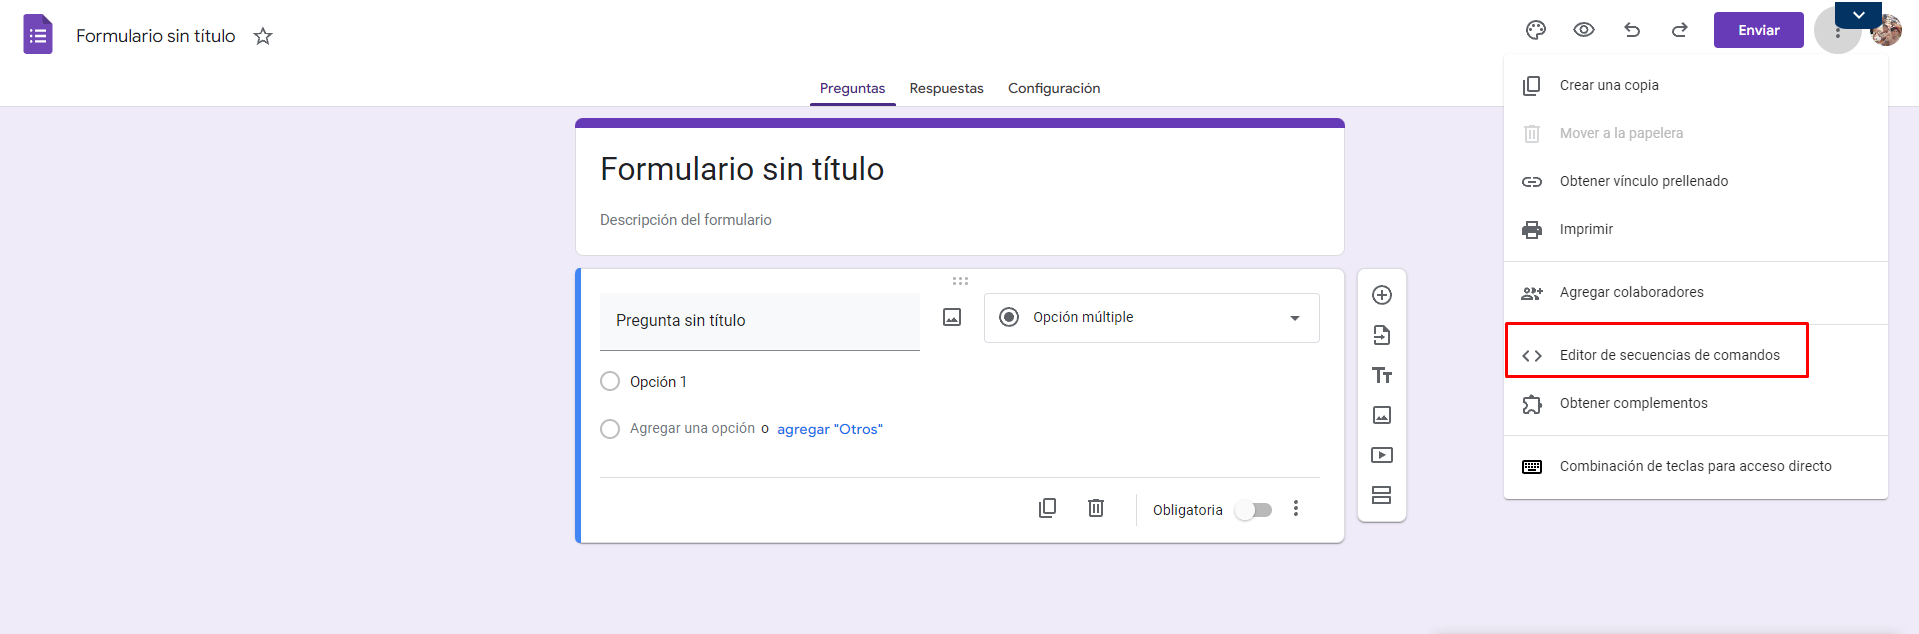 Formulario sin título
Enviar
Preguntas
Respuestas
Configuración
Formulario sin título
Descripción del formulario
Pregunta sin título
Opción múltiple
Opción 1
Agregar una opción o agregar "Otros"
Obligatoria
Crear una copia
Mover a la papelera
Obtener vínculo prellenado
Imprimir
Agregar colaboradores
Editor de secuencias de comandos
Obtener complementos
Combinación de teclas para acceso directo